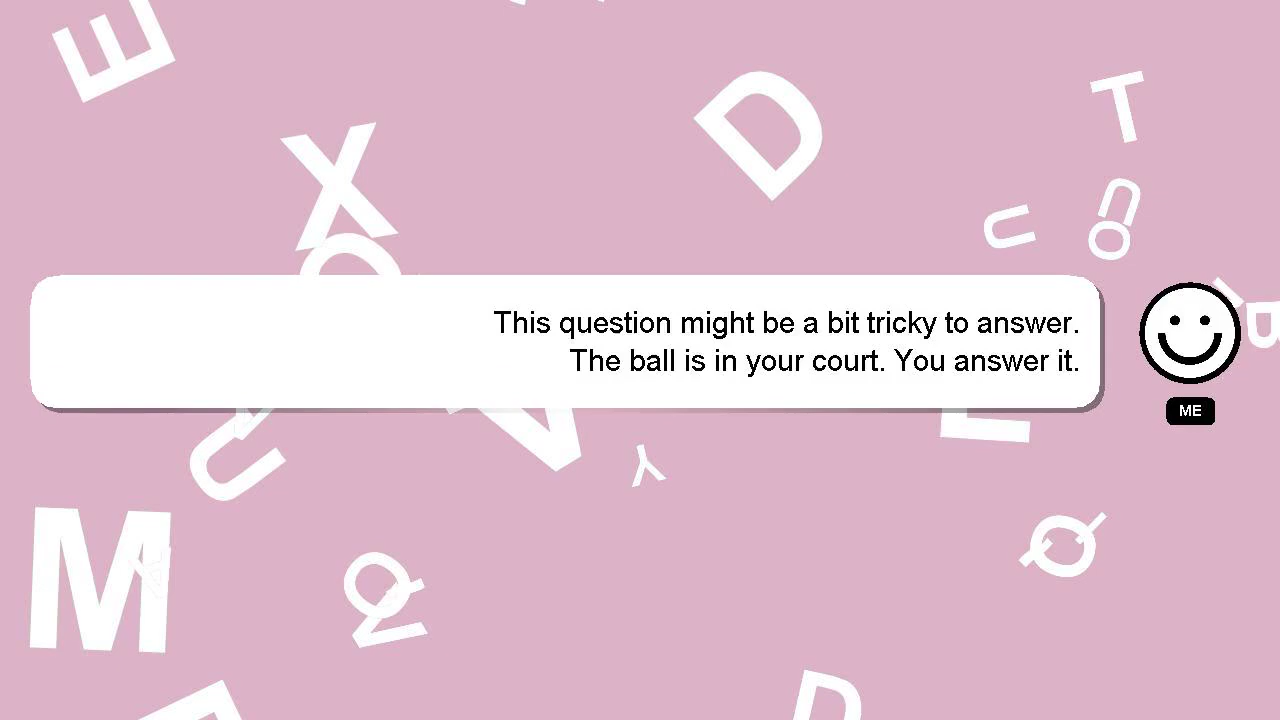 This question might be a bit tricky to answer.
The ball is in your court. You answer it.
ME
E
X
D
T
U
U
O
U
V
Y
M
Q
Z
Q
D